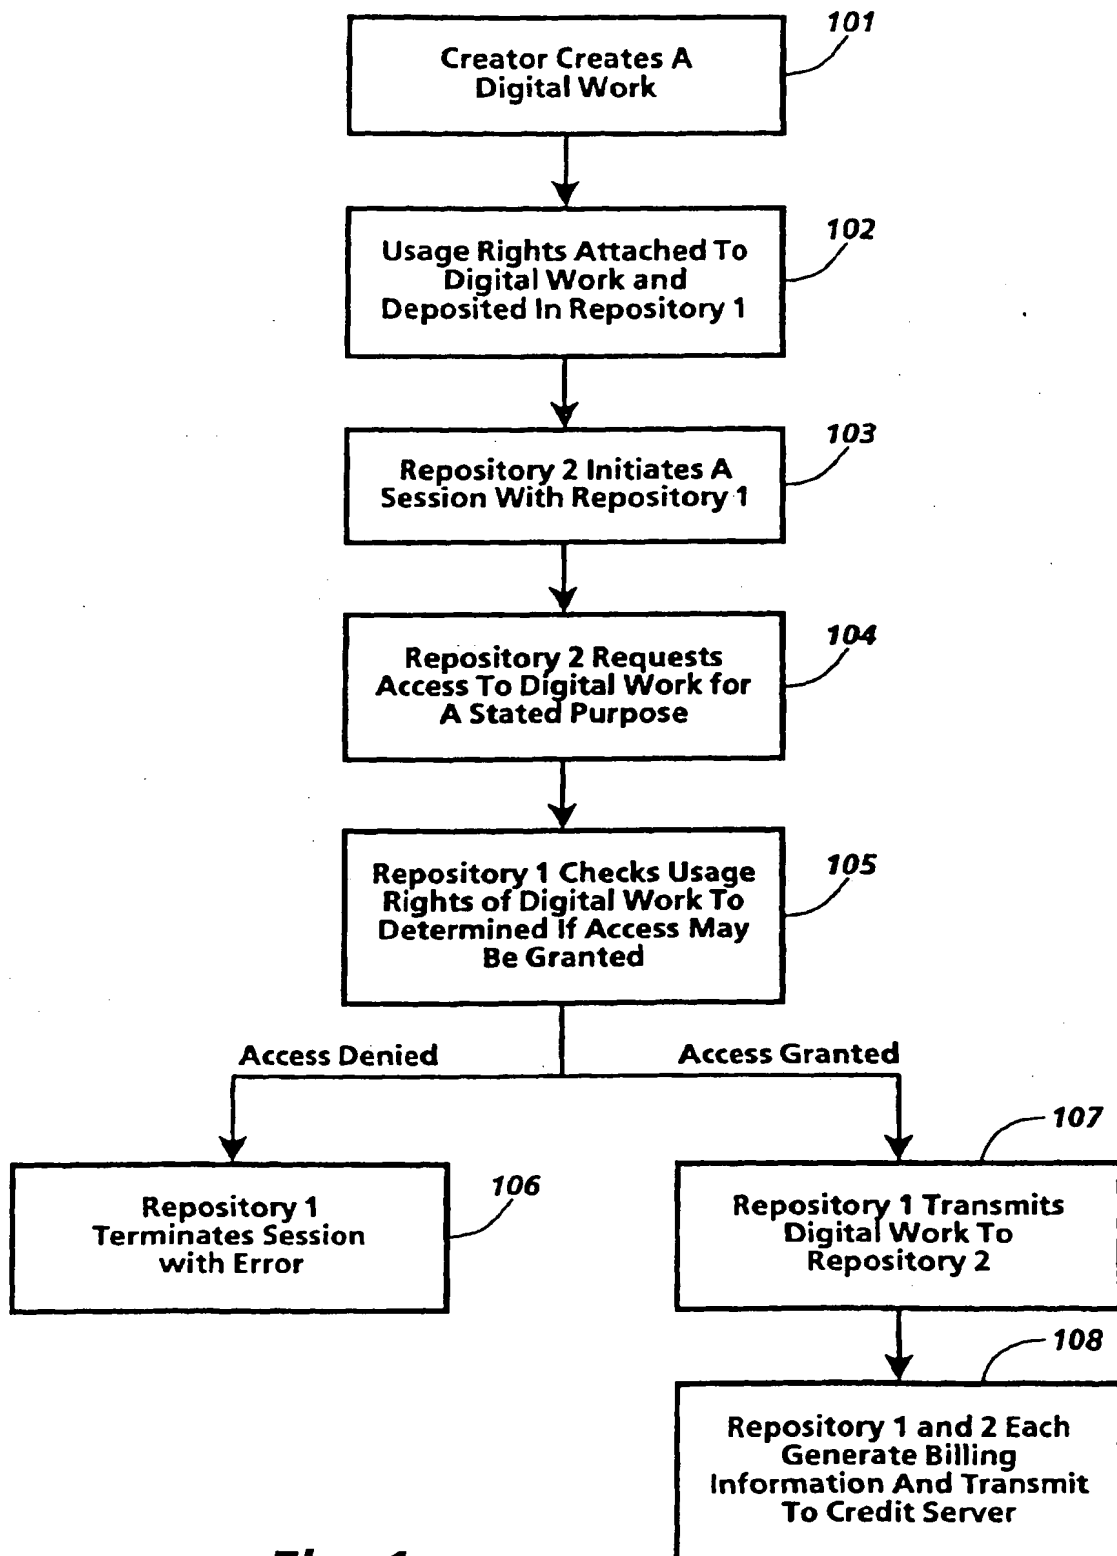 101
Creator Creates A
Digital Work
102
Usage Rights Attached To
Digital Work and
Deposited In Repository 1
103
Repository 2 Initiates A
Session With Repository 1
104
Repository 2 Requests
Access To Digital Work for
A Stated Purpose
105
Repository 1 Checks Usage
Rights of Digital Work To
Determined If Access May
Be Granted
Access Denied
Access Granted
106
Repository 1
Terminates Session
with Error
107
Repository 1 Transmits
Digital Work To
Repository 2
108
Repository 1 and 2 Each
Generate Billing
Information And Transmit
To Credit Server